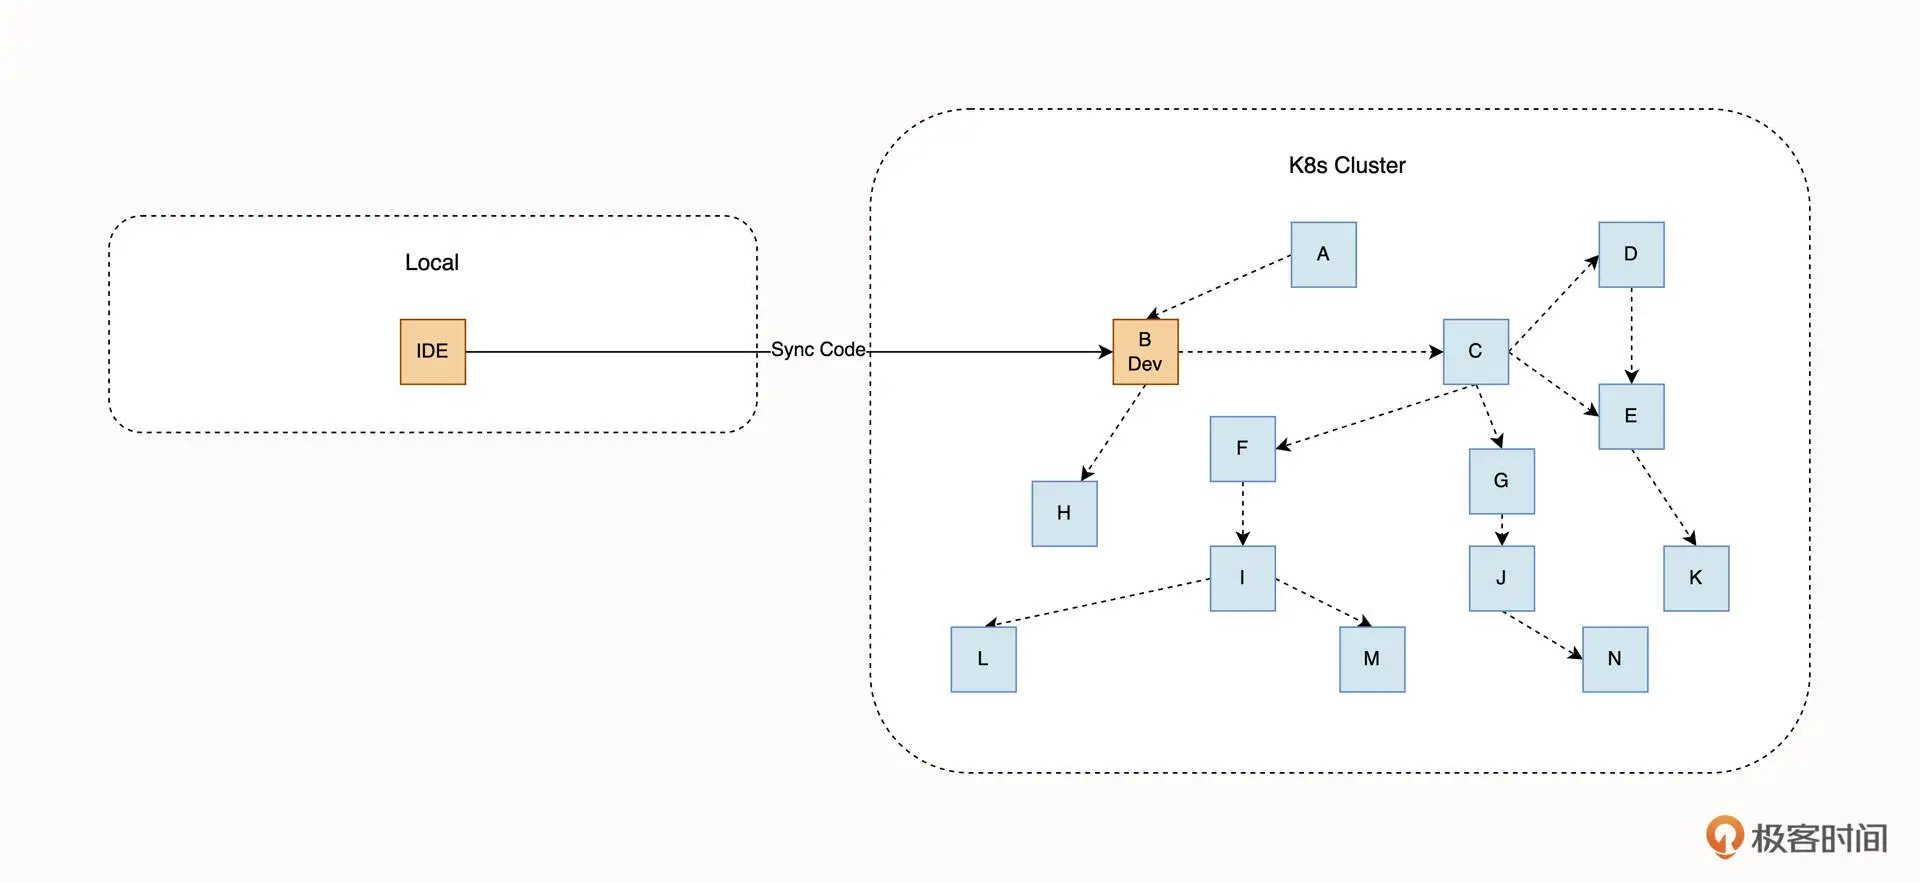 K8s Cluster
A
D
Local
IDE
Sync Code
B
Dev
C
E
F
G
H
I
J
K
L
M
N
极客时间